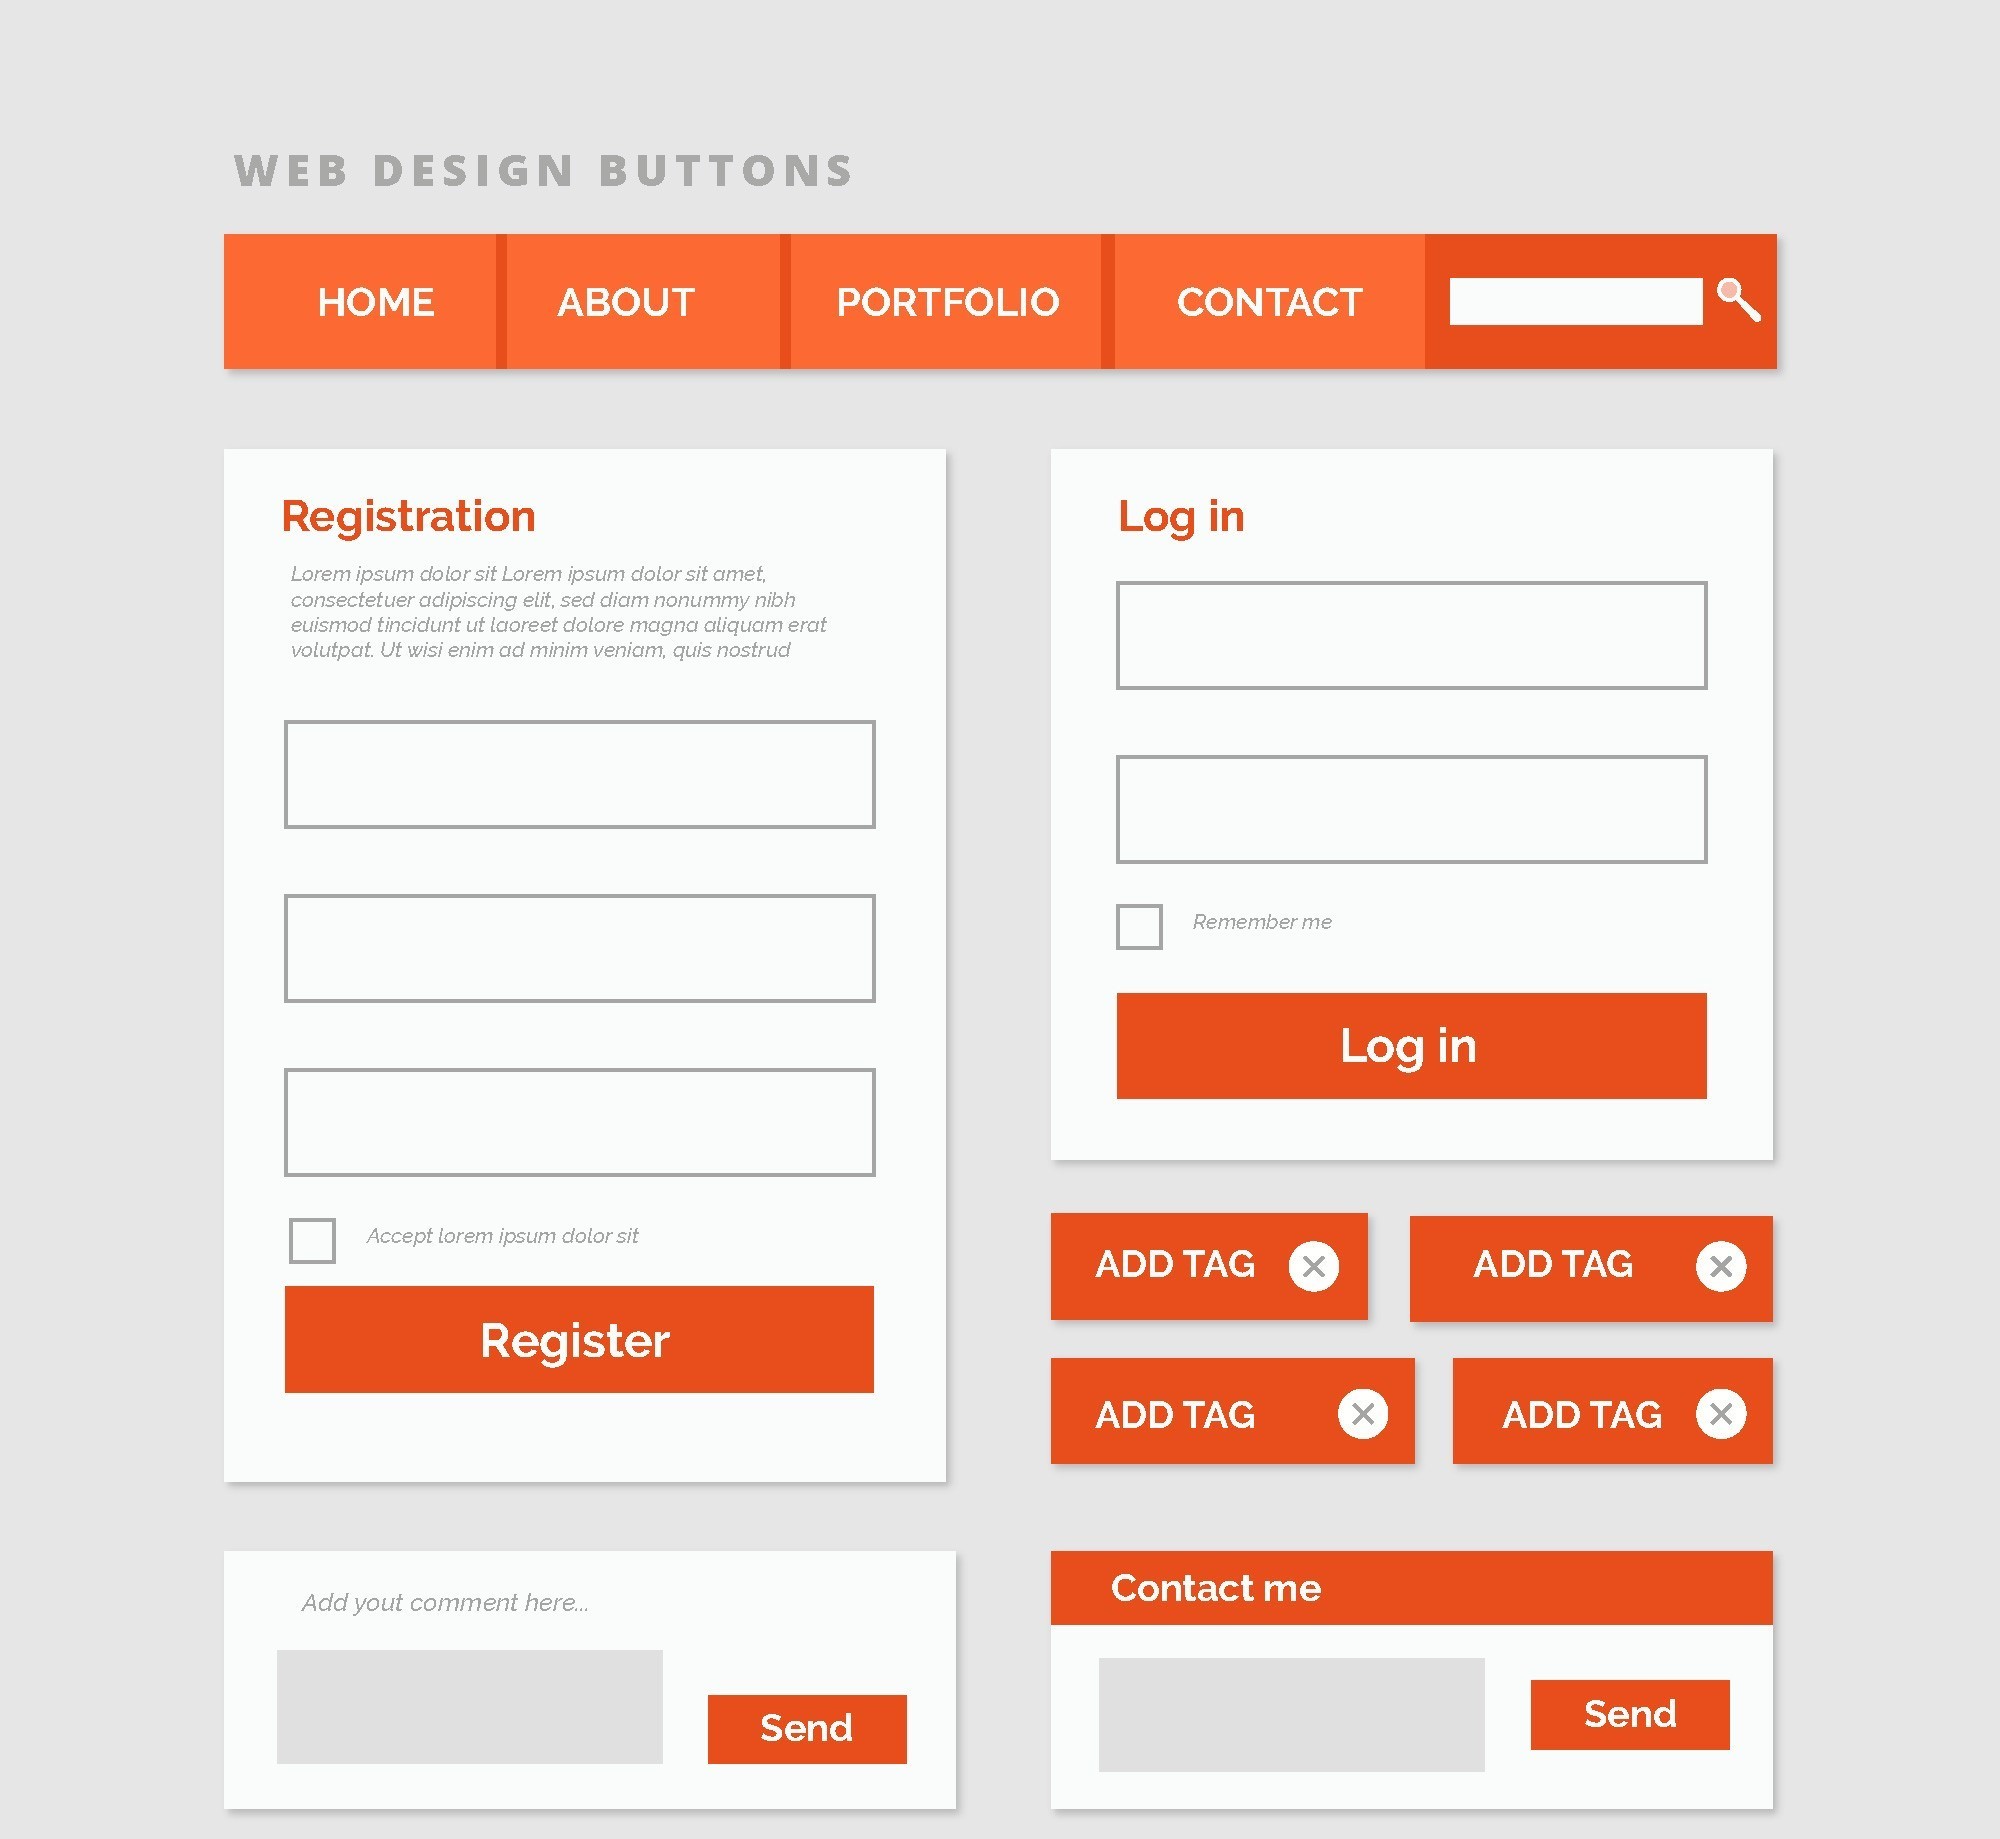 WEB DESIGN BUTTONS
HOME ABOUT PORTFOLIO CONTACT
Registration
Lorem ipsum dolor sit Lorem ipsum dolor sit amet,
consectetuer adipiscing elit, sed diam nonummy nibh
euismod tincidunt ut laoreet dolore magna aliquam erat
volutpat. Ut wisi enim ad minim veniam, quis nostrud
Accept lorem ipsum dolor sit
Register
Log in
Remember me
Log in
ADD TAG
ADD TAG
ADD TAG
ADD TAG
Add yout comment here...
Send
Contact me
Send